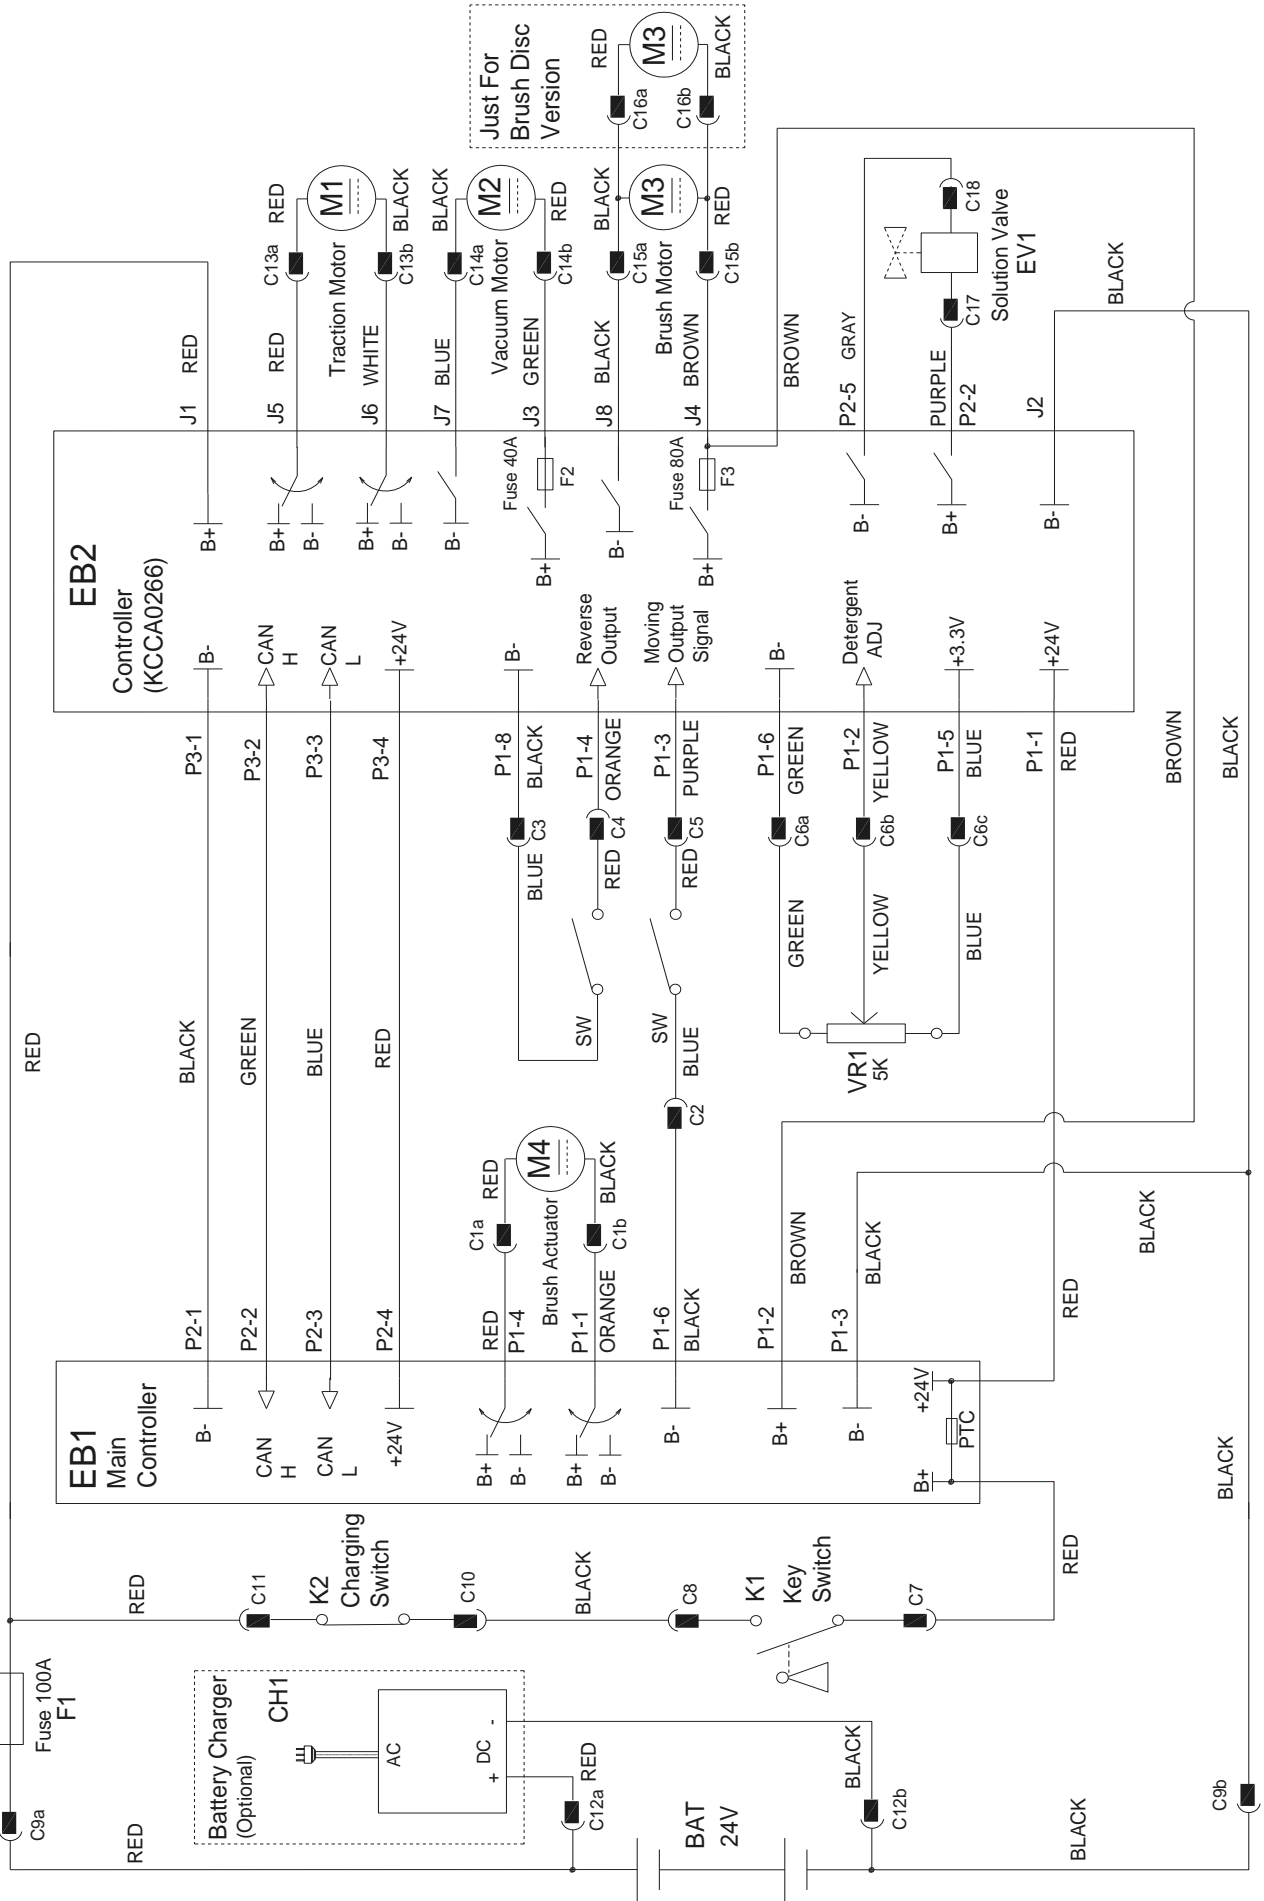 Just For
Brush Disc
Version
RED
M3
BLACK
C16a
C16b
RED
M1
BLACK
C13a
C13b
Traction Motor
BLACK
M2
RED
C14a
C14b
Vacuum Motor
BLACK
M3
RED
C15a
C15b
Brush Motor
C18
Solution Valve
EV1
C17
BLACK
RED
J1
RED
J5
WHITE
J6
BLUE
J7
GREEN
J3
BLACK
J8
BROWN
J4
BROWN
GRAY
P2-5
PURPLE
P2-2
J2
EB2
Controller
(KCCA0266)
B+
B+
B-
B+
B-
B-
Fuse 40A
F2
B+
B-
Fuse 80A
F3
B+
B-
B+
B-
B-
CAN
H
CAN
L
+24V
B-
Reverse
Output
Moving
Output
Signal
B-
Detergent
ADJ
+3.3V
+24V
P3-1
P3-2
P3-3
P3-4
P1-8
BLACK
P1-4
ORANGE
P1-3
PURPLE
P1-6
GREEN
P1-2
YELLOW
P1-5
BLUE
P1-1
RED
BROWN
BLACK
C3
C4
C5
C6a
C6b
C6c
BLUE
RED
RED
GREEN
YELLOW
BLUE
SW
SW
BLUE
VR1
5K
C2
RED
BLACK
GREEN
BLUE
RED
RED
M4
BLACK
C1a
C1b
Brush Actuator
BROWN
BLACK
BLACK
RED
P2-1
P2-2
P2-3
P2-4
RED
P1-4
P1-1
ORANGE
P1-6
BLACK
P1-2
P1-3
EB1
Main
Controller
B-
CAN
H
CAN
L
+24V
B+
B-
B+
B-
B-
B+
B-
+24V
PTC
B+
BLACK
RED
RED
C11
K2
Charging
Switch
C10
BLACK
C8
K1
Key
Switch
C7
Fuse 100A
F1
Battery Charger
(Optional)
CH1
AC
DC
+
-
C9a
RED
RED
C12a
BAT
24V
BLACK
C12b
BLACK
C9b